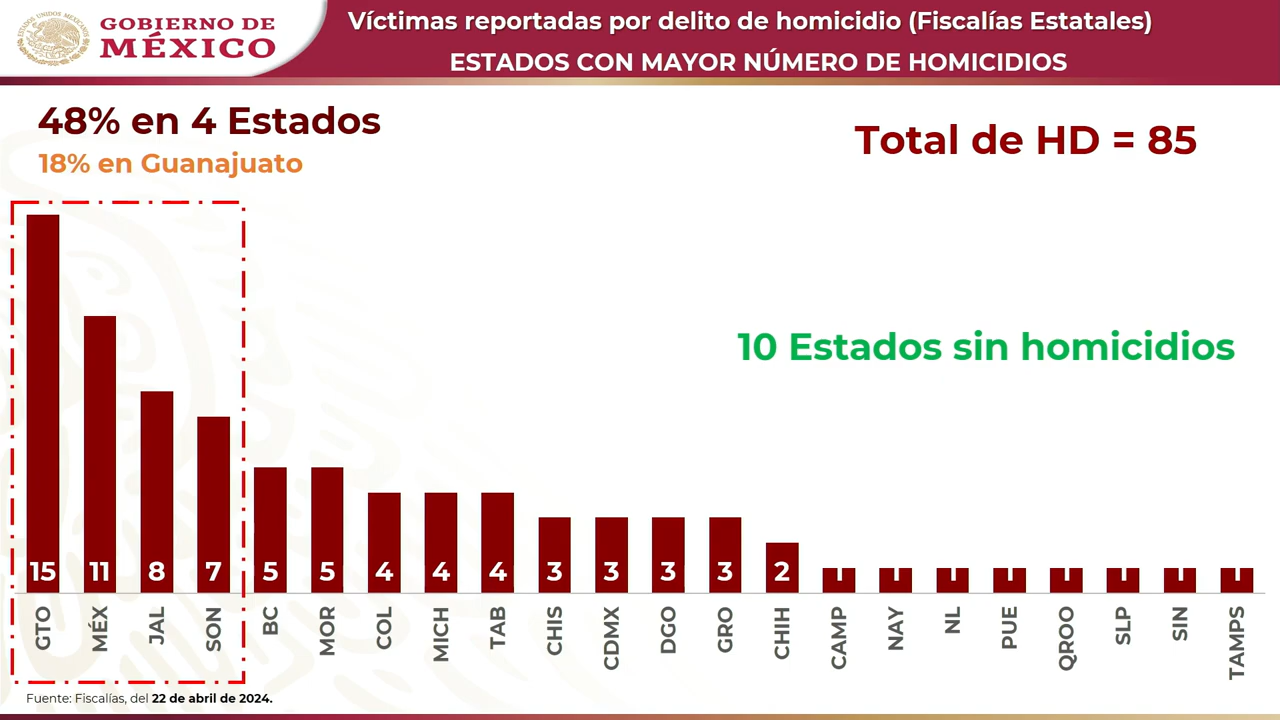 GOBIERNO DE
MÉXICO
Víctimas reportadas por delito de homicidio (Fiscalías Estatales)
ESTADOS CON MAYOR NÚMERO DE HOMICIDIOS
48% en 4 Estados
18% en Guanajuato
Total de HD = 85
10 Estados sin homicidios
15 11 8 7 5 5 4 4 4 3 3 3 3 2
GTO MÉX JAL SON BC MOR COL MICH TAB CHIS CDMX DGO GRO CHIH CAMP NAY NL PUE QROO SLP SIN TAMPS
Fuente: Fiscalías, del 22 de abril de 2024.